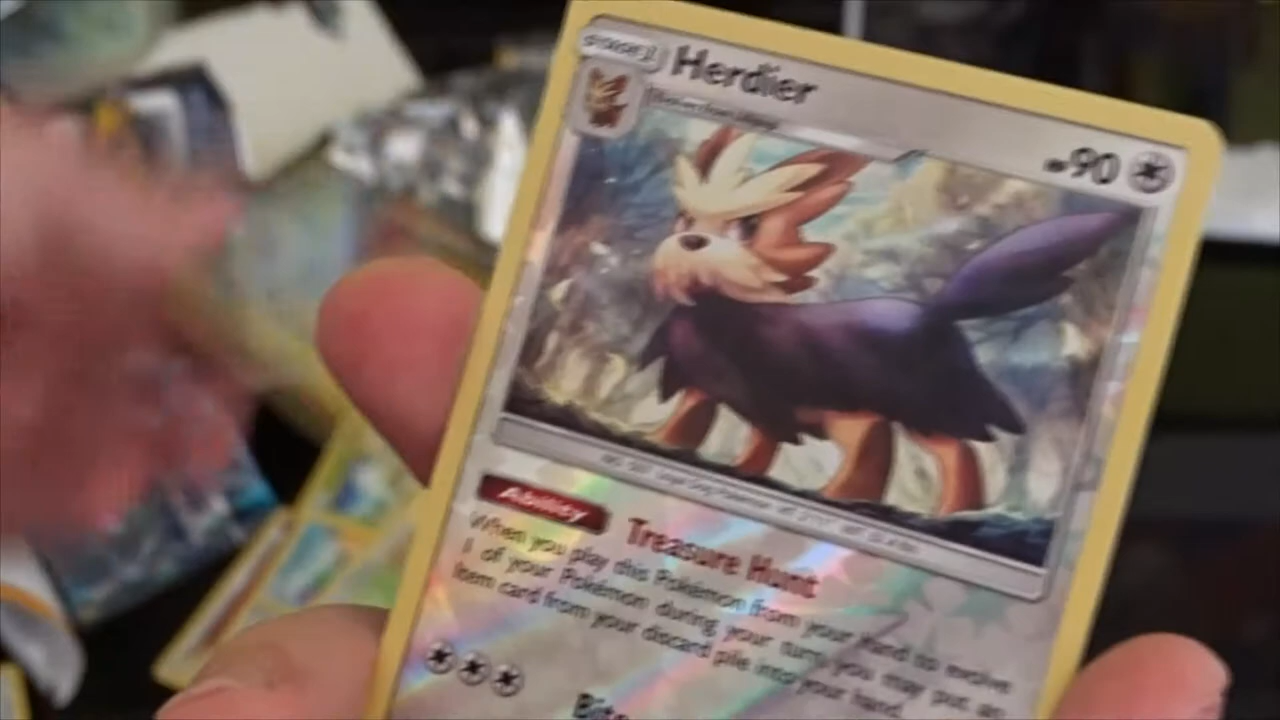 STAGE 1
Herdier
90
Ability
Treasure Hunt
When you play this Pokémon from your hand to evolve
1 of your Pokémon during your turn, you may put an
Item card from your discard pile into your hand.
Bite